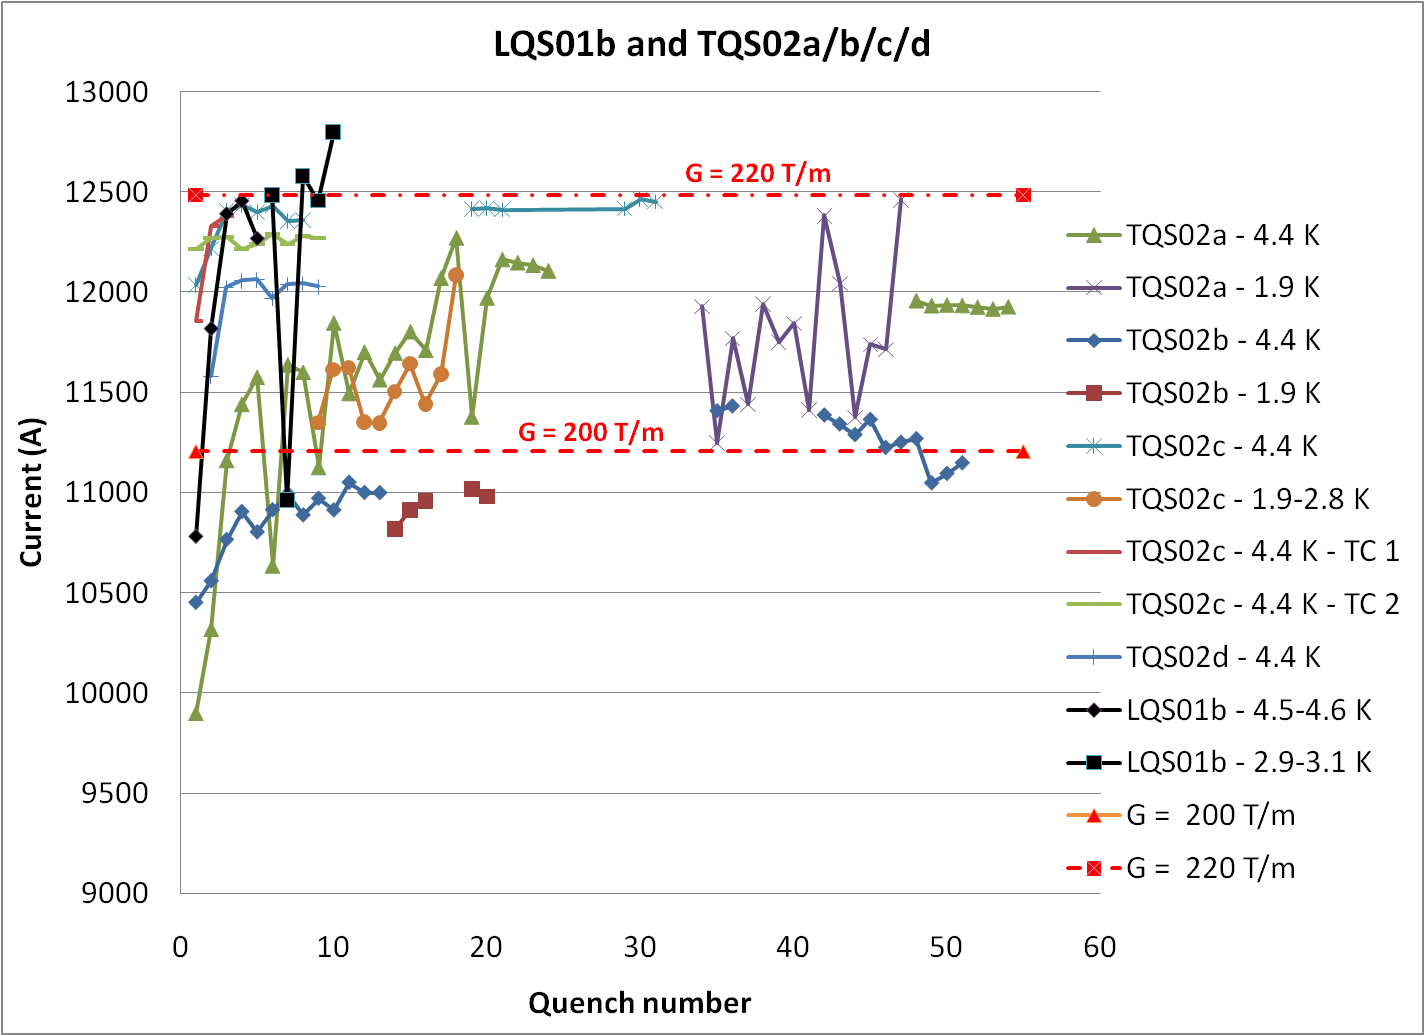 LQS01b and TQS02a/b/c/d
Current (A)
13000
12500
12000
11500
11000
10500
10000
9500
9000
G = 220 T/m
G = 200 T/m
TQS02a - 4.4 K
TQS02a - 1.9 K
TQS02b - 4.4 K
TQS02b - 1.9 K
TQS02c - 4.4 K
TQS02c - 1.9-2.8 K
TQS02c - 4.4 K - TC 1
TQS02c - 4.4 K - TC 2
TQS02d - 4.4 K
LQS01b - 4.5-4.6 K
LQS01b - 2.9-3.1 K
G =  200 T/m
G =  220 T/m
0 10 20 30 40 50 60
Quench number